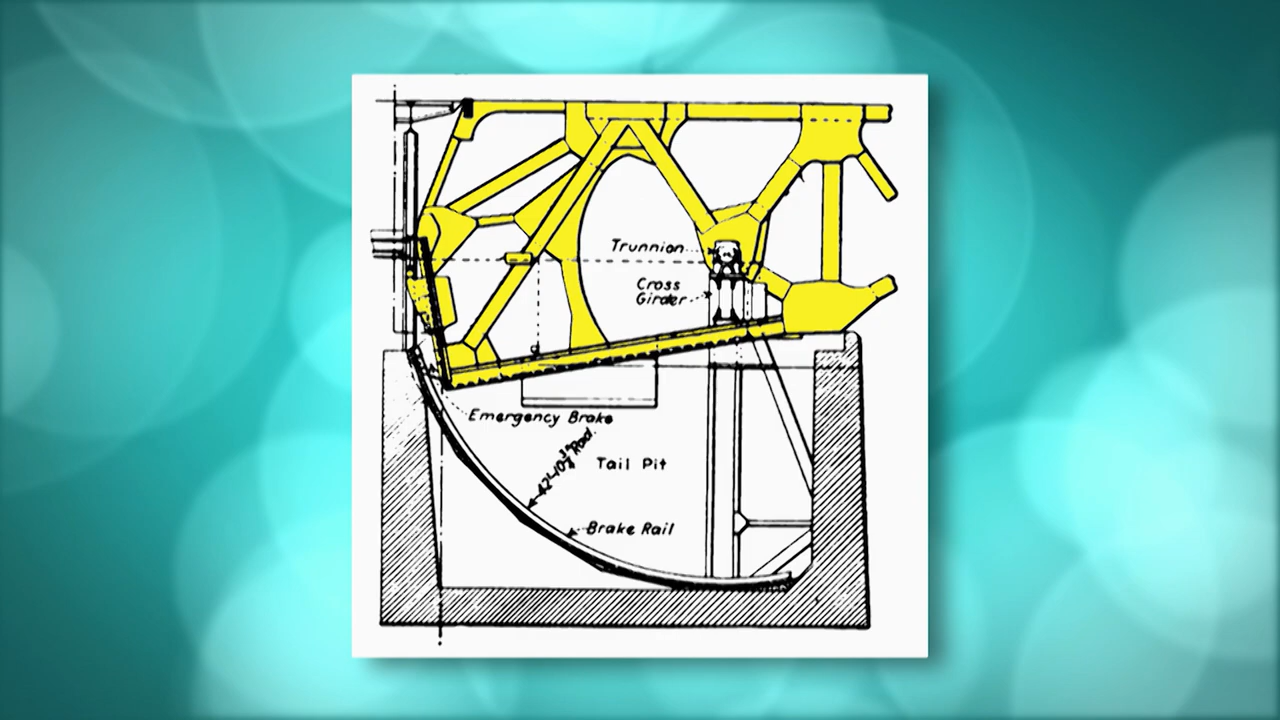 Trunnion
Cross
Girder
Emergency Brake
Tail Pit
Brake Rail